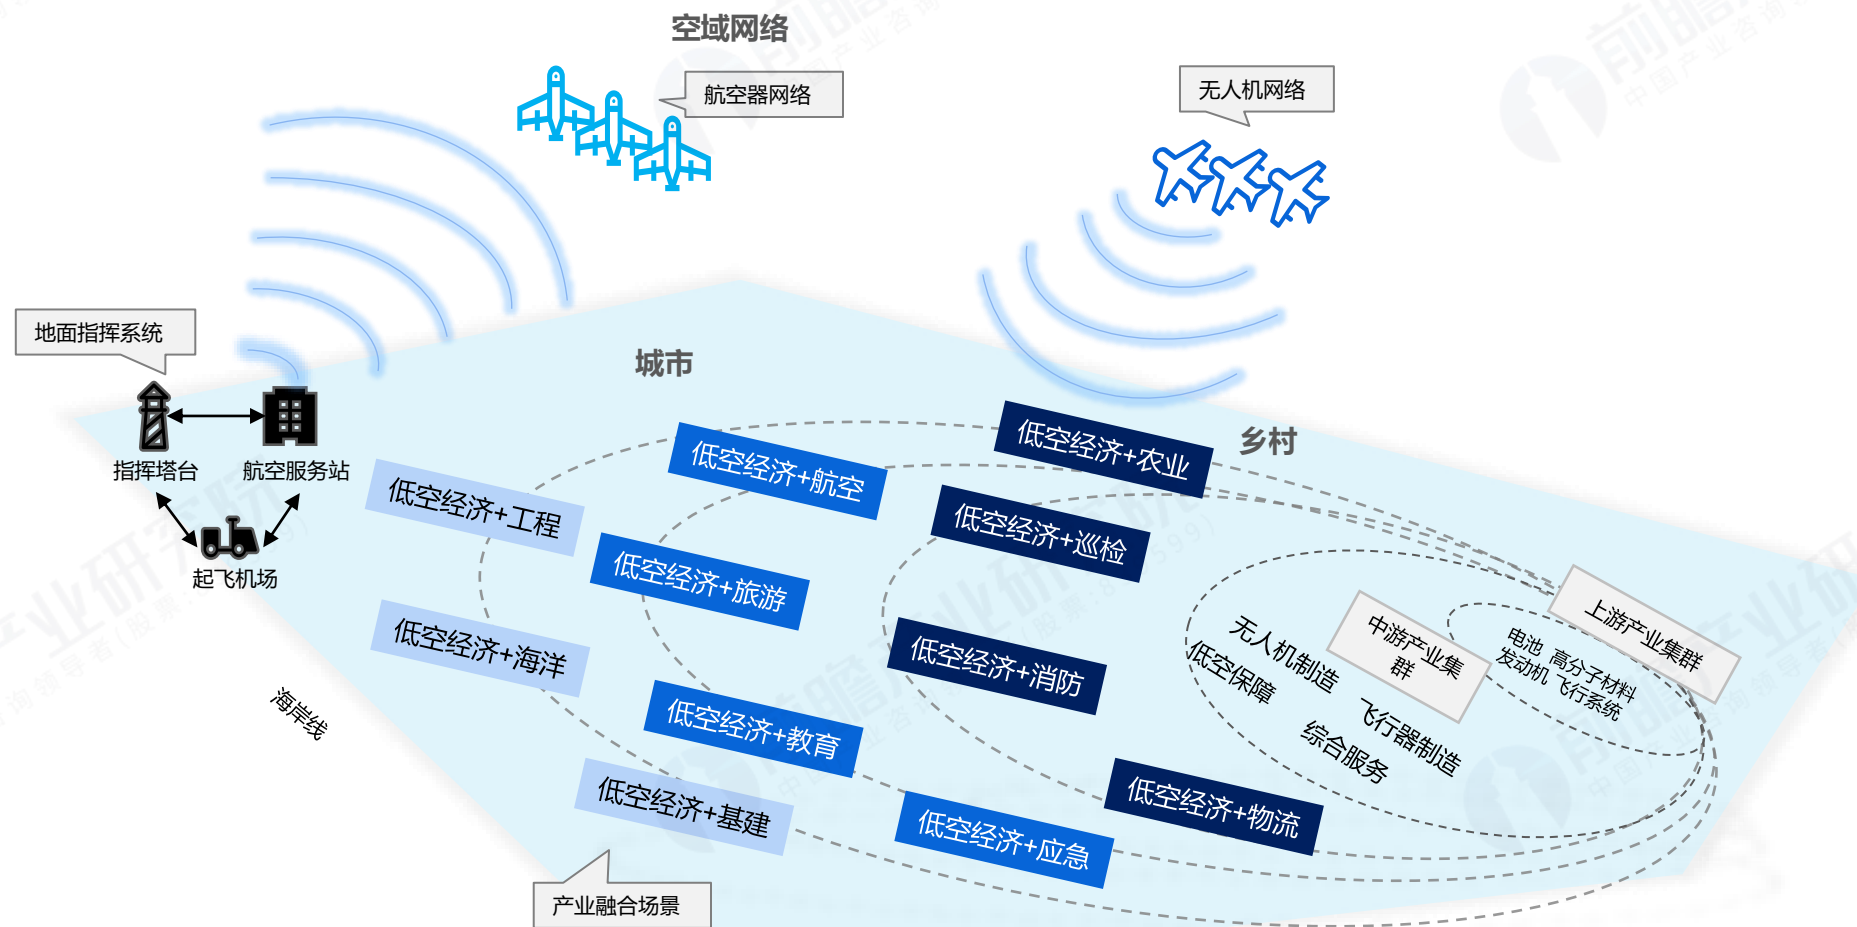 空域网络
航空器网络
无人机网络
地面指挥系统
城市
乡村
指挥塔台
航空服务站
起飞机场
低空经济+农业
低空经济+航空
低空经济+工程
低空经济+巡检
低空经济+旅游
低空经济+海洋
低空经济+消防
低空经济+教育
低空经济+基建
低空经济+应急
低空经济+物流
上游产业集群
电池 高分子材料
发动机 飞行系统
中游产业集
群
无人机制造
低空保障
飞行器制造
综合服务
海岸线
产业融合场景